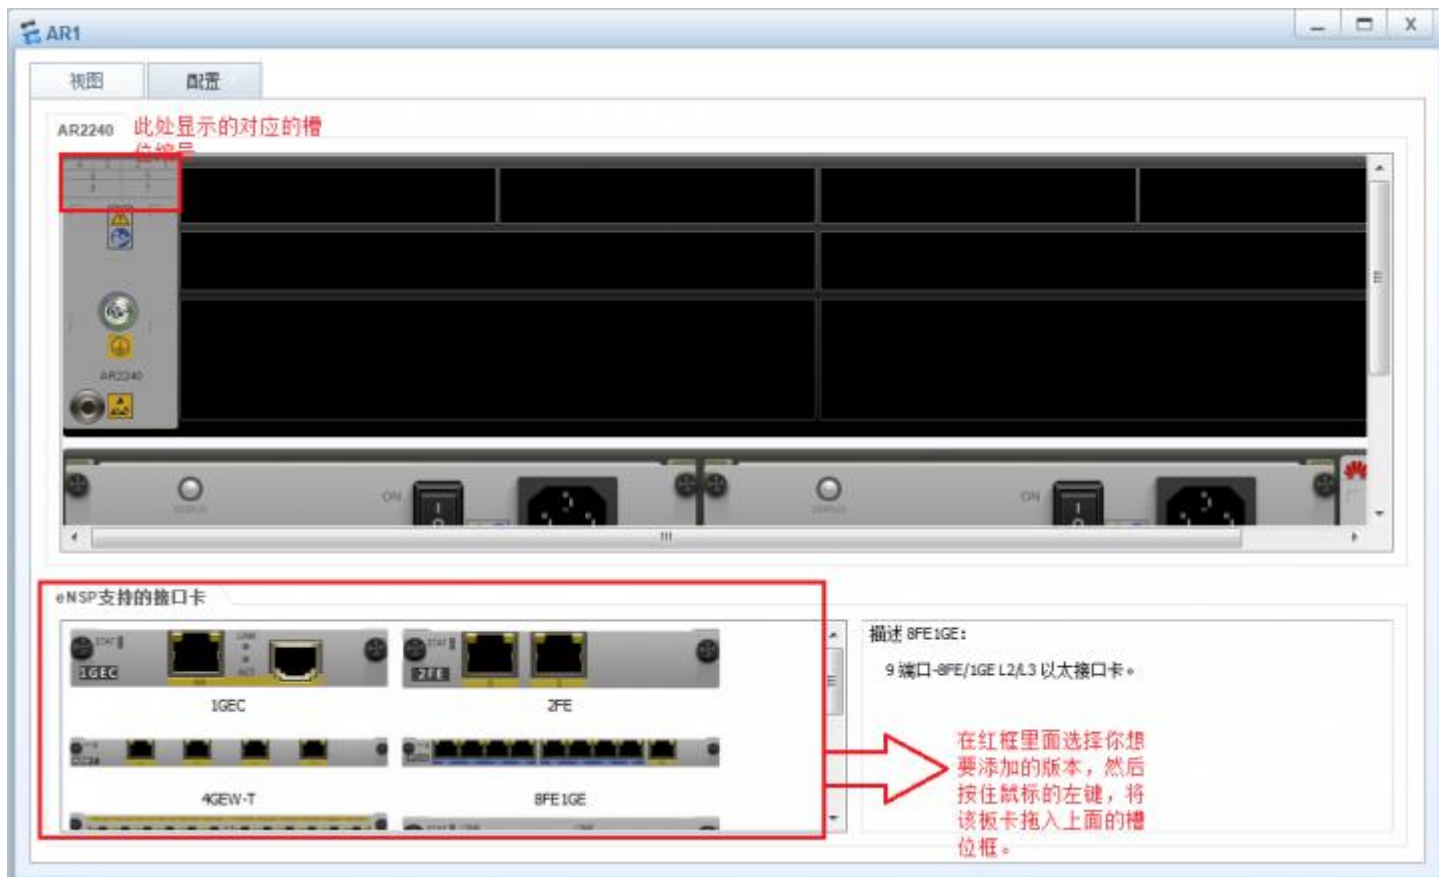 AR1
视图
配置
AR2240
此处显示的对应的槽
位编号
AR2240
ON
ON
eNSP支持的接口卡
STAT
LINK
ACT
1GEC
1GEC
STAT
2FE
2FE
4GEW-T
8FE1GE
描述 8FE1GE:
9 端口-8FE/1GE L2/L3 以太接口卡。
在红框里面选择你想
要添加的版本，然后
按住鼠标的左键，将
该板卡拖入上面的槽
位框。